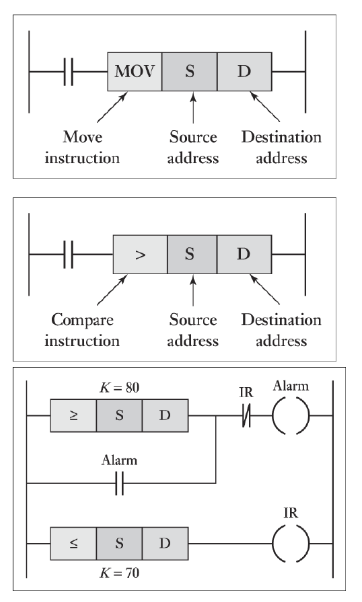 MOV S D
Move instruction
Source address
Destination address
> S D
Compare instruction
Source address
Destination address
K = 80
IR
Alarm
≥ S D
Alarm
IR
≤ S D
K = 70